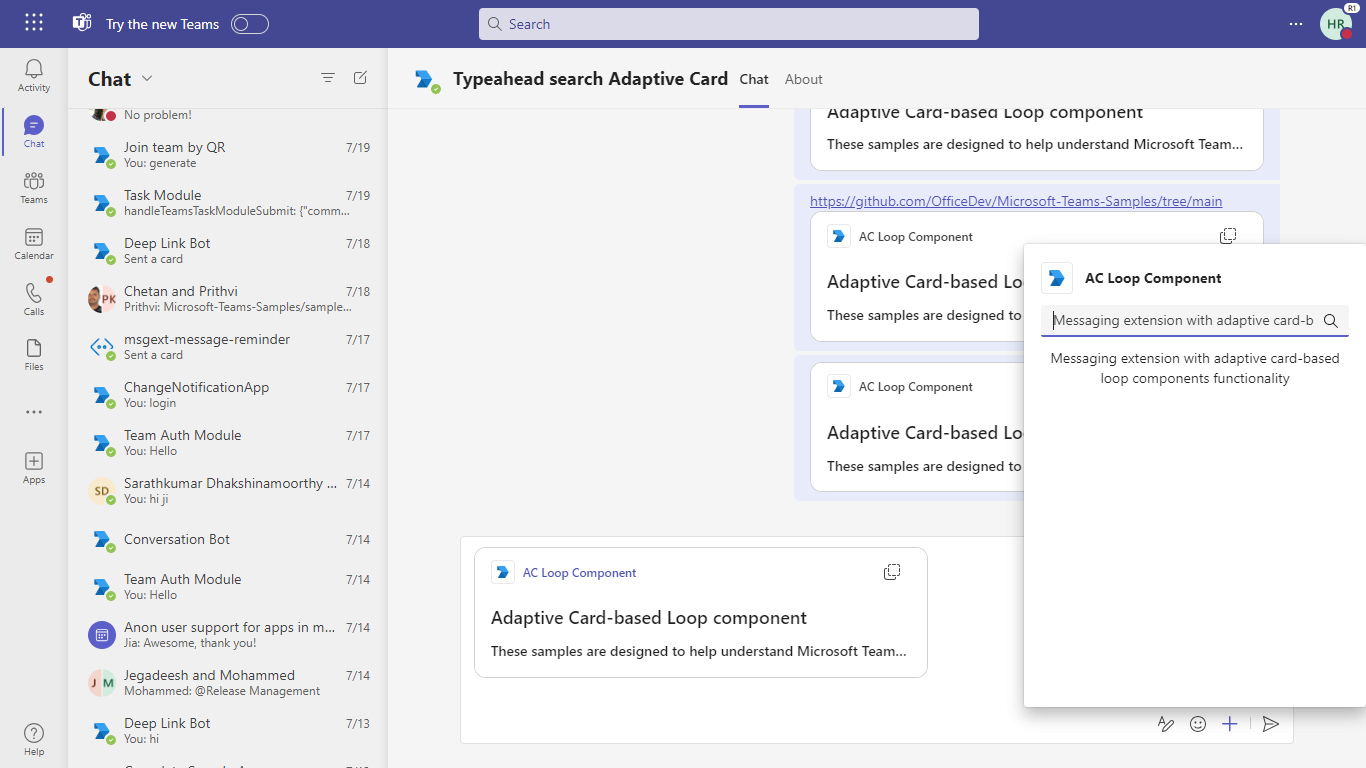 Try the new Teams
Search
R1
HR
Activity
Chat
Teams
Calendar
Calls
Files
Apps
Help
Chat
No problem!
Join team by QR 7/19
You: generate
Task Module 7/19
handleTeamsTaskModuleSubmit: {"comm...
Deep Link Bot 7/18
Sent a card
PK
Chetan and Prithvi 7/18
Prithvi: Microsoft-Teams-Samples/sample...
msgext-message-reminder 7/17
Sent a card
ChangeNotificationApp 7/17
You: login
Team Auth Module 7/17
You: Hello
SD
Sarathkumar Dhakshinamoorthy ... 7/14
You: hi ji
Conversation Bot 7/14
Team Auth Module 7/14
You: Hello
Anon user support for apps in m... 7/14
Jia: Awesome, thank you!
J M
Jegadeesh and Mohammed 7/14
Mohammed: @Release Management
Deep Link Bot 7/13
You: hi
Typeahead search Adaptive Card Chat About
Adaptive Card-based Loop component
These samples are designed to help understand Microsoft Team...
https://github.com/OfficeDev/Microsoft-Teams-Samples/tree/main
AC Loop Component
Adaptive Card-based Lo
These samples are designed to
AC Loop Component
Adaptive Card-based Lo
These samples are designed to
AC Loop Component
Adaptive Card-based Loop component
These samples are designed to help understand Microsoft Team...
AC Loop Component
Messaging extension with adaptive card-b
Messaging extension with adaptive card-based
loop components functionality